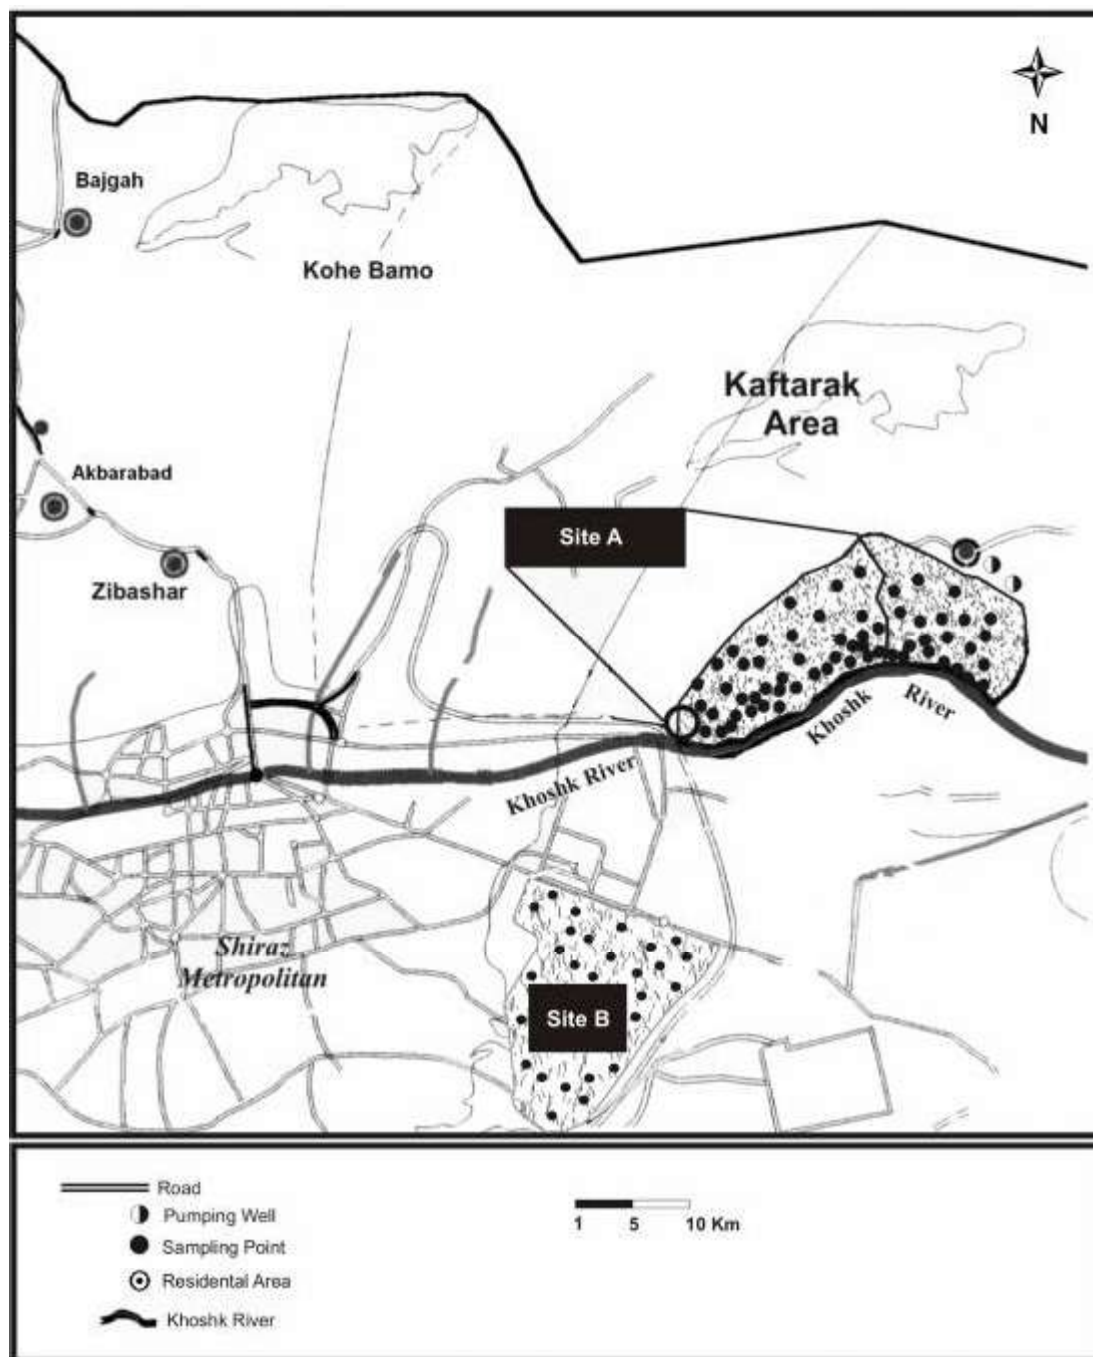 N
Bajgah
Kohe Bamo
Kaftarak
Area
Akbarabad
Site A
Zibashar
Khoshk
River
Khoshk River
Shiraz
Metropolitan
Site B
Road
Pumping Well
Sampling Point
Residental Area
Khoshk River
1 5 10 Km